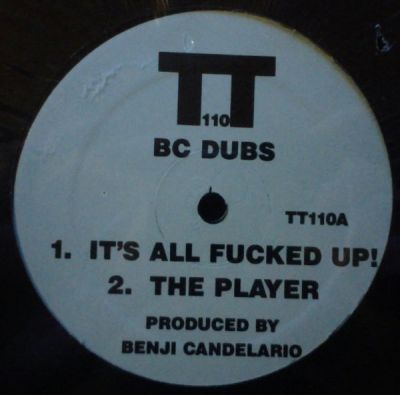 TT
110
BC DUBS
TT110A
1. IT'S ALL FUCKED UP!
2. THE PLAYER
PRODUCED BY
BENJI CANDELARIO